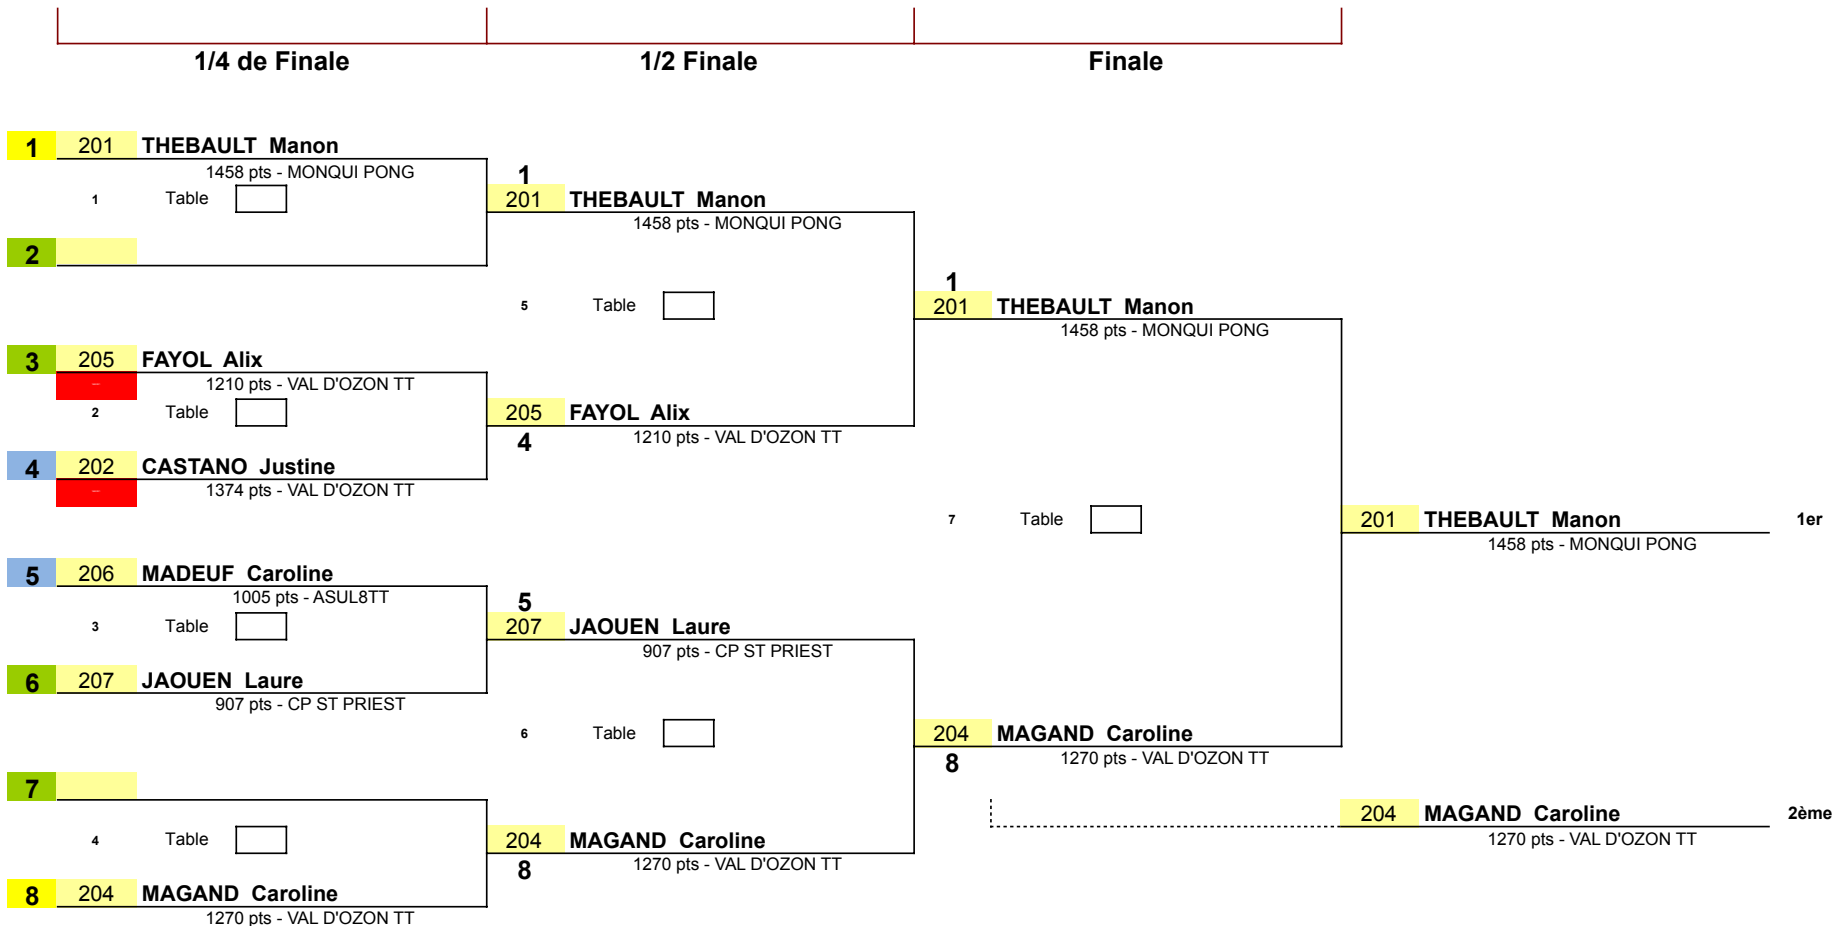 1/4 de Finale 1/2 Finale Finale
1 201 THEBAULT Manon
1458 pts - MONQUI PONG
1 Table
1
201 THEBAULT Manon
1458 pts - MONQUI PONG
2
5 Table
1
201 THEBAULT Manon
1458 pts - MONQUI PONG
3 205 FAYOL Alix
1210 pts - VAL D'OZON TT
2 Table
205 FAYOL Alix
4 1210 pts - VAL D'OZON TT
4 202 CASTANO Justine
1374 pts - VAL D'OZON TT
7 Table
201 THEBAULT Manon 1er
1458 pts - MONQUI PONG
5 206 MADEUF Caroline
1005 pts - ASUL8TT
3 Table
5
207 JAOUEN Laure
907 pts - CP ST PRIEST
6 207 JAOUEN Laure
907 pts - CP ST PRIEST
6 Table
204 MAGAND Caroline
8 1270 pts - VAL D'OZON TT
7
4 Table
204 MAGAND Caroline
8 1270 pts - VAL D'OZON TT
204 MAGAND Caroline 2ème
1270 pts - VAL D'OZON TT
8 204 MAGAND Caroline
1270 pts - VAL D'OZON TT